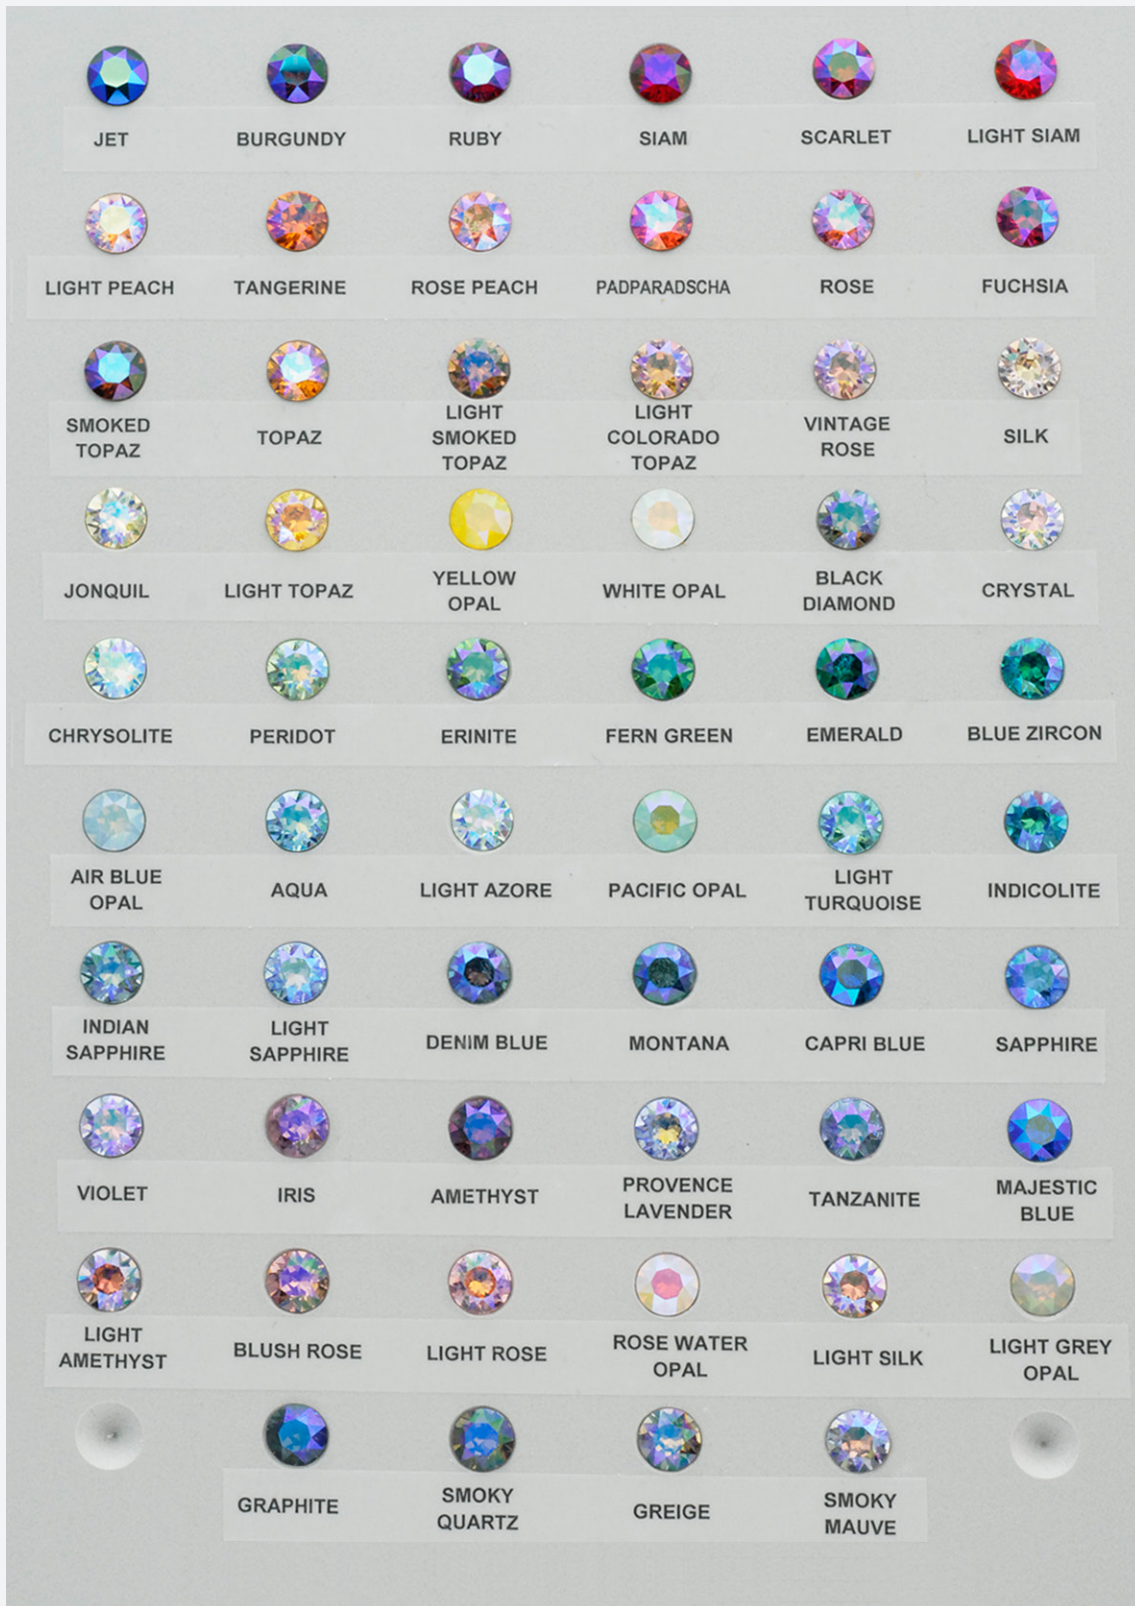 JET BURGUNDY RUBY SIAM SCARLET LIGHT SIAM
LIGHT PEACH TANGERINE ROSE PEACH PADPARADSCHA ROSE FUCHSIA
SMOKED
TOPAZ
TOPAZ
LIGHT
SMOKED
TOPAZ
LIGHT
COLORADO
TOPAZ
VINTAGE
ROSE
SILK
JONQUIL
LIGHT TOPAZ
YELLOW
OPAL
WHITE OPAL
BLACK
DIAMOND
CRYSTAL
CHRYSOLITE PERIDOT ERINITE FERN GREEN EMERALD BLUE ZIRCON
AIR BLUE
OPAL
AQUA
LIGHT AZORE
PACIFIC OPAL
LIGHT
TURQUOISE
INDICOLITE
INDIAN
SAPPHIRE
LIGHT
SAPPHIRE
DENIM BLUE
MONTANA
CAPRI BLUE
SAPPHIRE
VIOLET
IRIS
AMETHYST
PROVENCE
LAVENDER
TANZANITE
MAJESTIC
BLUE
LIGHT
AMETHYST
BLUSH ROSE
LIGHT ROSE
ROSE WATER
OPAL
LIGHT SILK
LIGHT GREY
OPAL
GRAPHITE
SMOKY
QUARTZ
GREIGE
SMOKY
MAUVE